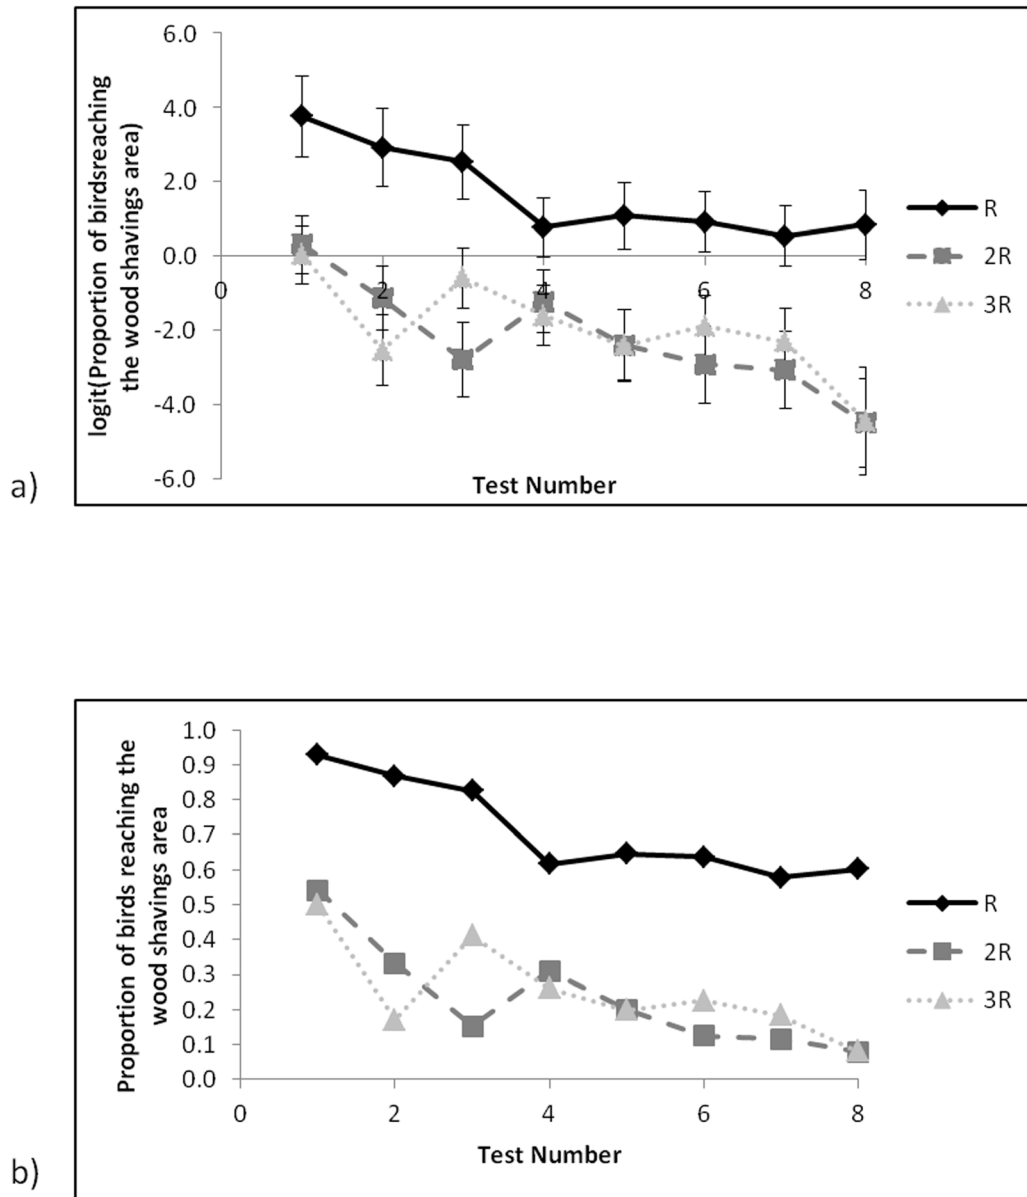 6.0
4.0
2.0
0.0
-2.0
-4.0
-6.0
logit(Proportion of birdsreaching
the wood shavings area)
0
2
4
6
8
Test Number
R
2R
3R
a)
1.0
0.9
0.8
0.7
0.6
0.5
0.4
0.3
0.2
0.1
0.0
Proportion of birds reaching the
wood shavings area
0
2
4
6
8
Test Number
R
2R
3R
b)